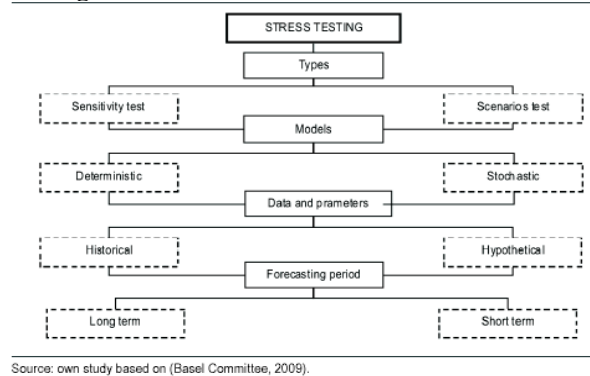 STRESS TESTING
Types
Sensitivity test
Scenarios test
Models
Deterministic
Stochastic
Data and prameters
Historical
Hypothetical
Forecasting period
Long term
Short term
Source: own study based on (Basel Committee, 2009).